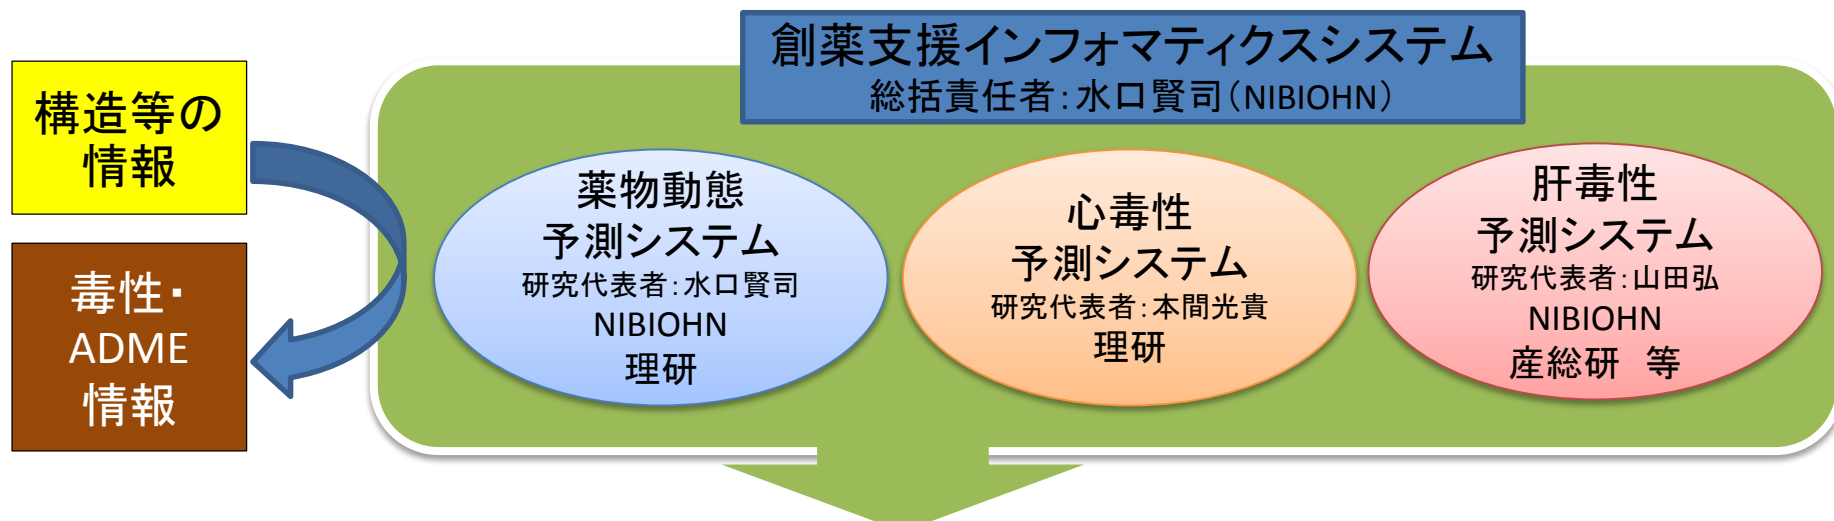 創薬支援インフォマティクスシステム
総括責任者：水口賢司（NIBIOHN）
構造等の
情報
毒性・
ADME
情報
薬物動態
予測システム
研究代表者：水口賢司
NIBIOHN
理研
心毒性
予測システム
研究代表者：本間光貴
理研
肝毒性
予測システム
研究代表者：山田弘
NIBIOHN
産総研　等